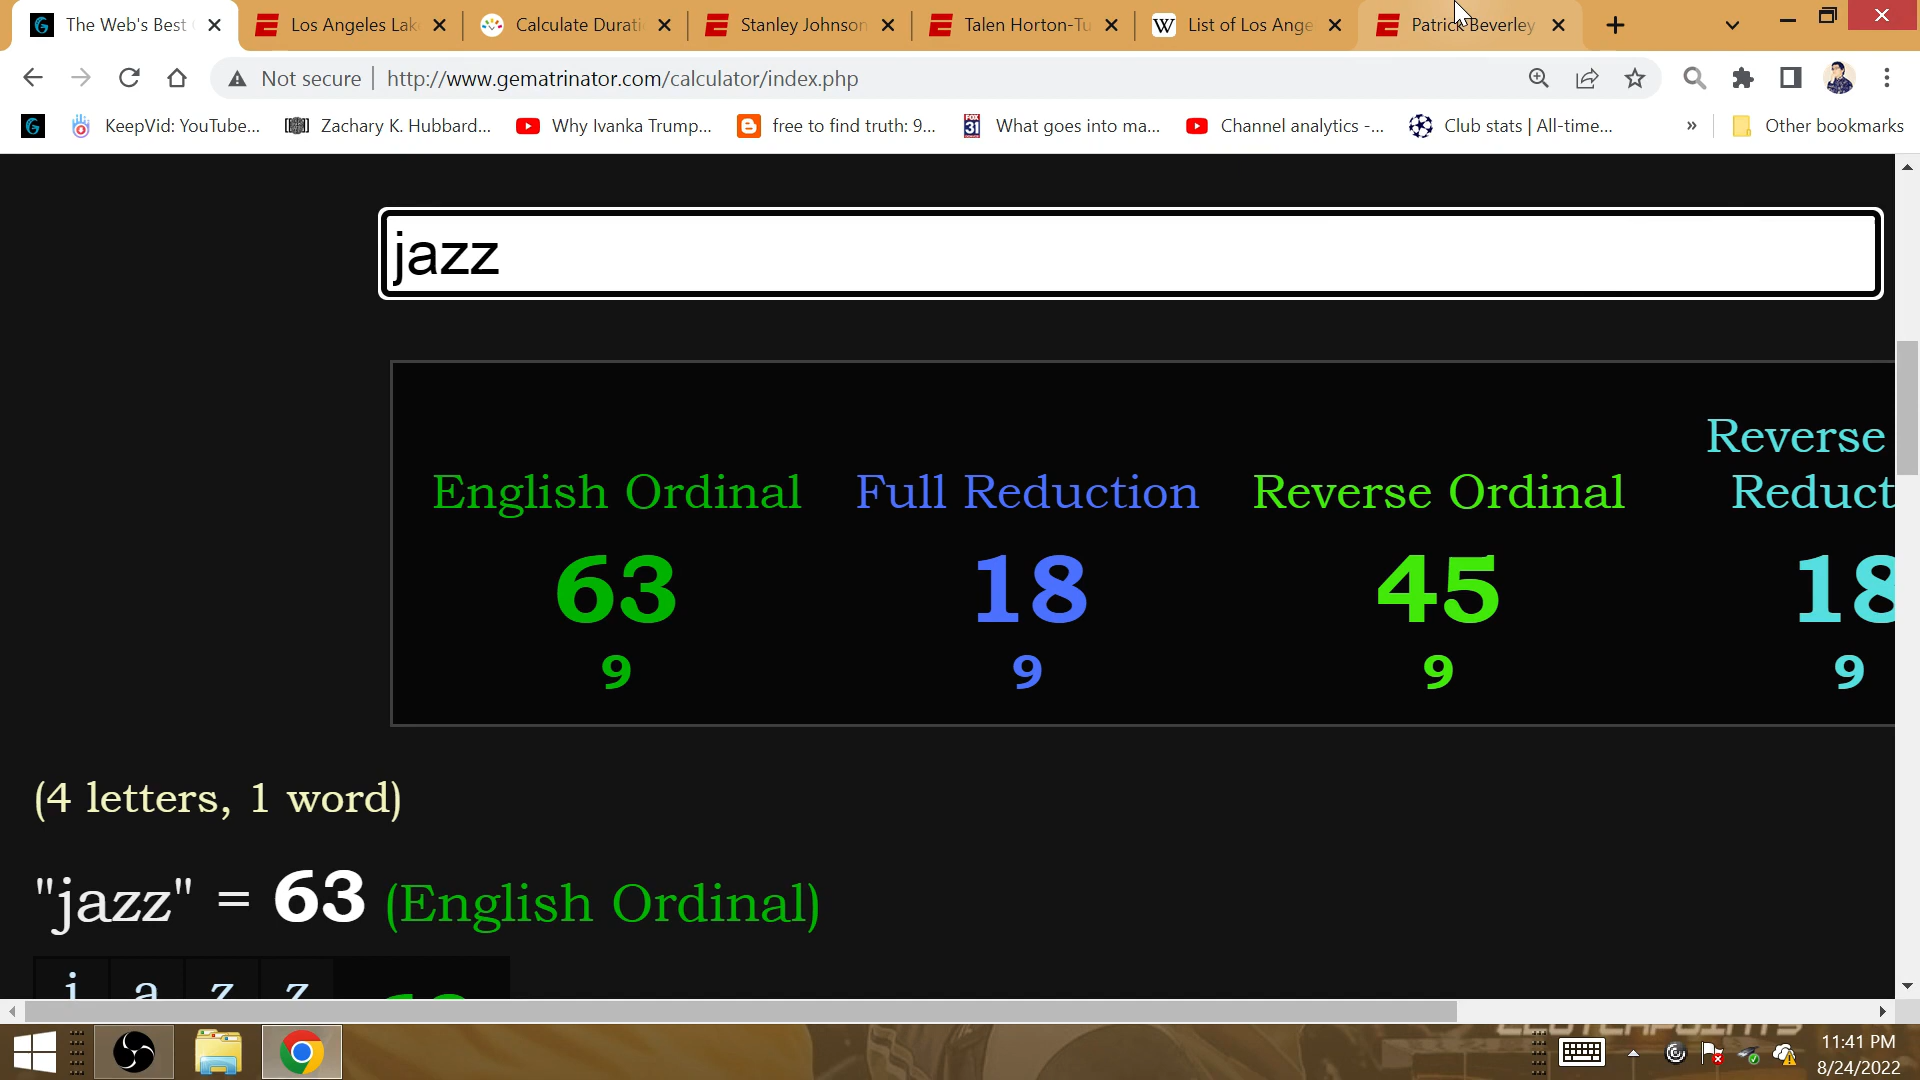 The Web's Best
Los Angeles Lak
Calculate Durati
Stanley Johnson
Talen Horton-Tu
List of Los Ange
Patrick Beverley
Not secure
http://www.gematrinator.com/calculator/index.php
KeepVid: YouTube...
Zachary K. Hubbard...
Why Ivanka Trump...
free to find truth: 9...
FOX 31
What goes into ma...
Channel analytics -...
Club stats | All-time...
»
Other bookmarks
jazz
English Ordinal
Full Reduction
Reverse Ordinal
Reverse
Reduct
63
18
45
18
9
9
9
9
(4 letters, 1 word)
"jazz" = 63 (English Ordinal)
j a z z
CLUTCHPOINTS
11:41 PM
8/24/2022